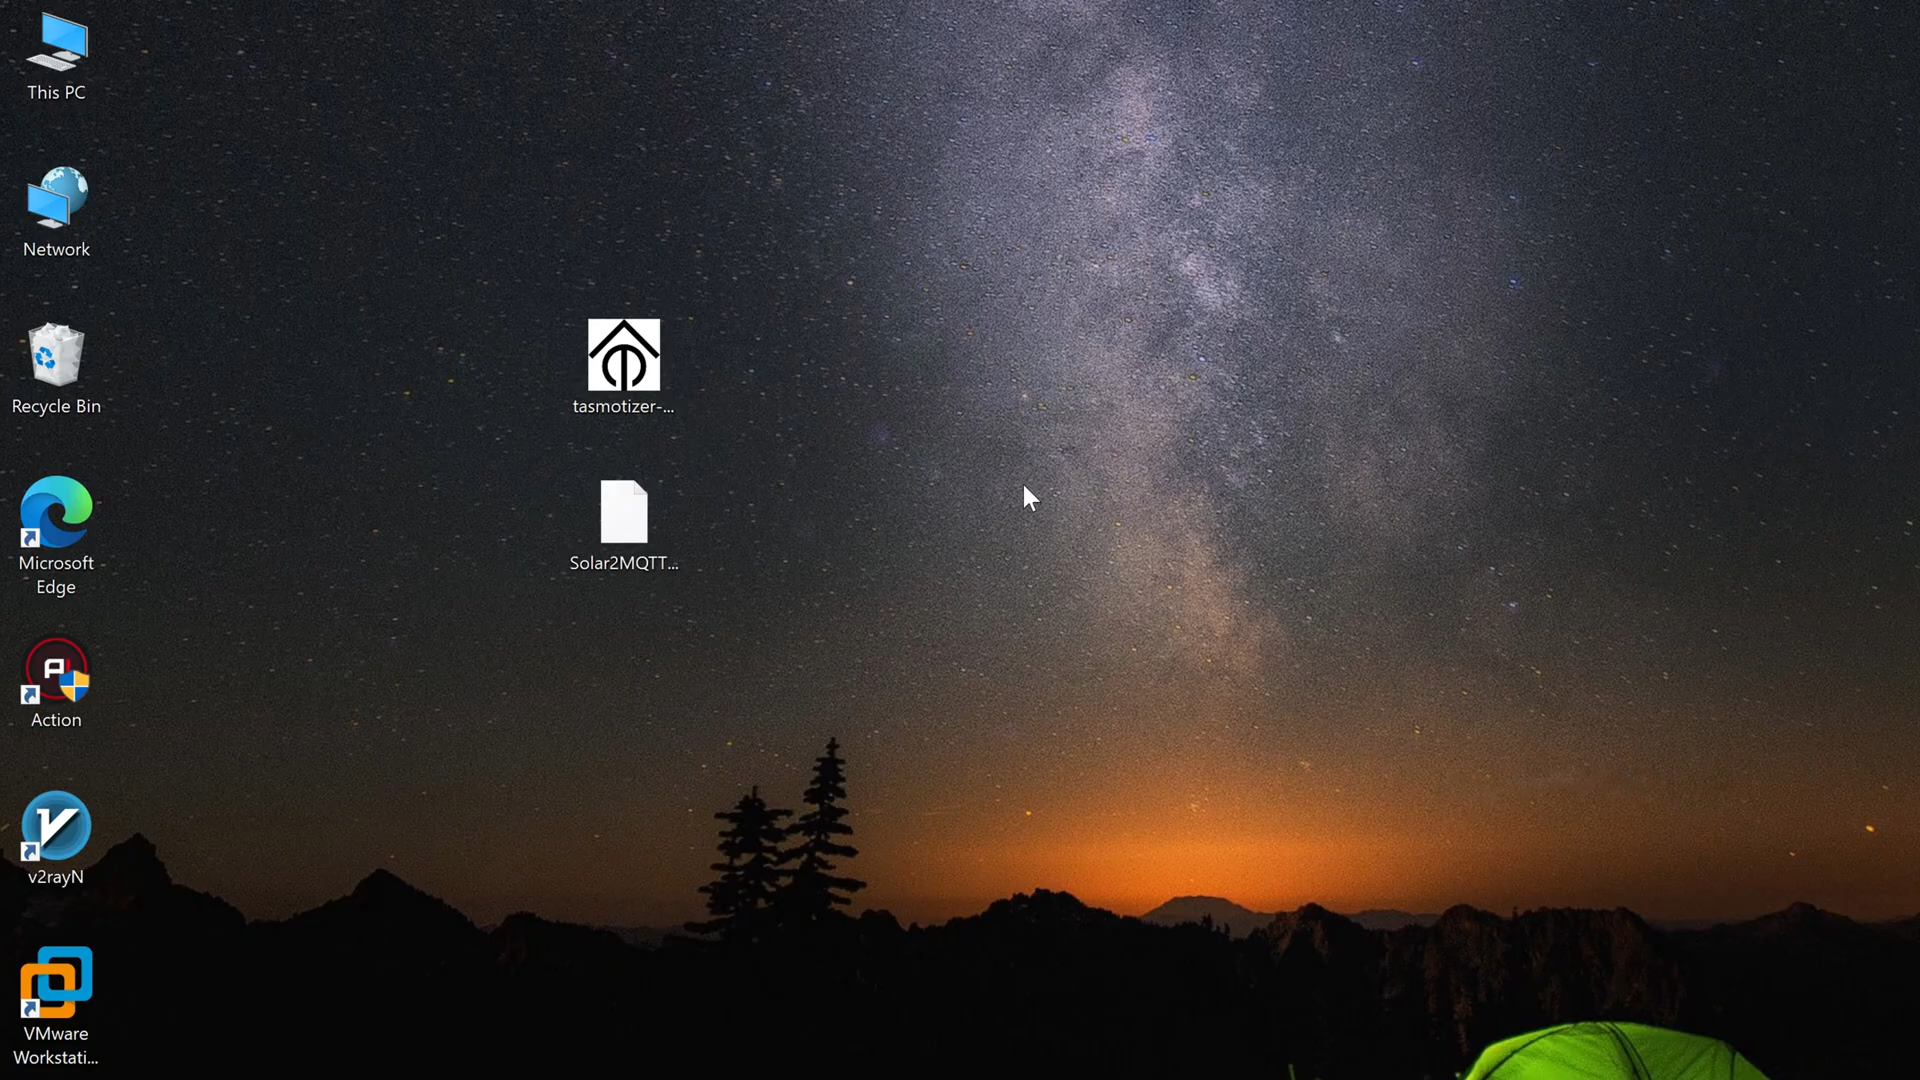 This PC
Network
Recycle Bin
Microsoft
Edge
Action
v2rayN
VMware
Workstati...
tasmotizer-...
Solar2MQTT...